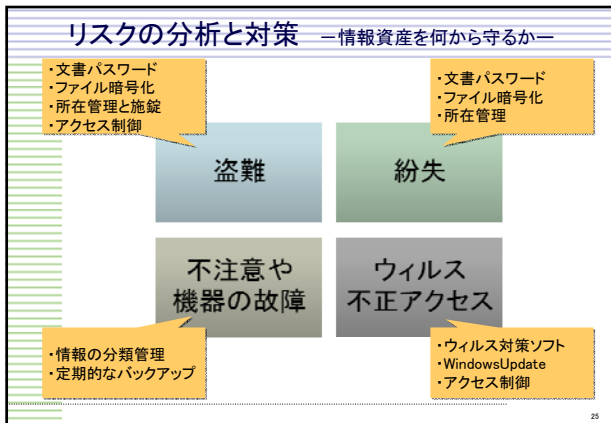 リスクの分析と対策 －情報資産を何から守るかー
・文書パスワード
・ファイル暗号化
・所在管理と施錠
・アクセス制御
・文書パスワード
・ファイル暗号化
・所在管理
盗難
紛失
不注意や
機器の故障
ウィルス
不正アクセス
・情報の分類管理
・定期的なバックアップ
・ウィルス対策ソフト
・WindowsUpdate
・アクセス制御
25